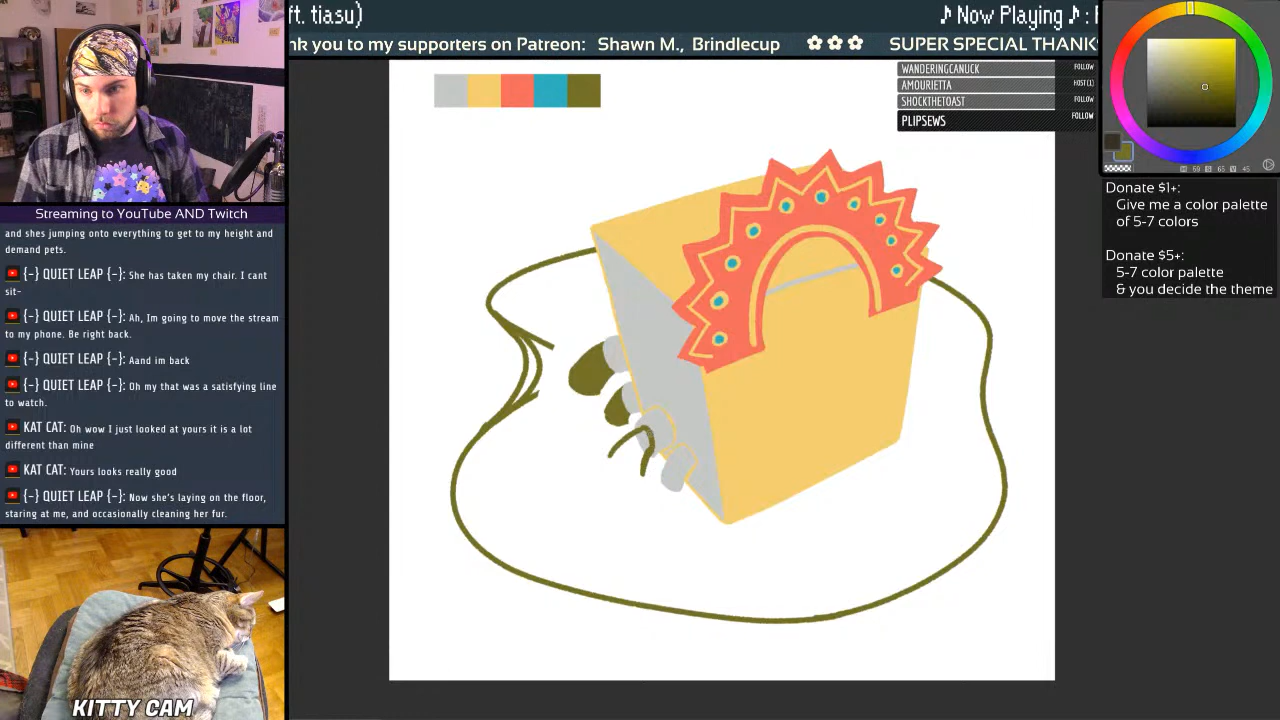 ft. tiasu)
♪ Now Playing ♪ :
nk you to my supporters on Patreon: Shawn M., Brindlecup ✿ ✿ ✿ SUPER SPECIAL THANK
WANDERINGCANUCK FOLLOW
AMOURIETTA HOST(1)
SHOCKTHETOAST FOLLOW
PLIPSEWS FOLLOW
Donate $1+:
Give me a color palette
of 5-7 colors
Donate $5+:
5-7 color palette
& you decide the theme
Streaming to YouTube AND Twitch
and shes jumping onto everything to get to my height and
demand pets.
{-} QUIET LEAP {-}: She has taken my chair. I cant
sit-
{-} QUIET LEAP {-}: Ah, Im going to move the stream
to my phone. Be right back.
{-} QUIET LEAP {-}: Aand im back
{-} QUIET LEAP {-}: Oh my that was a satisfying line
to watch.
KAT CAT: Oh wow I just looked at yours it is a lot
different than mine
KAT CAT: Yours looks really good
{-} QUIET LEAP {-}: Now she's laying on the floor,
staring at me, and occasionally cleaning her fur.
KITTY CAM